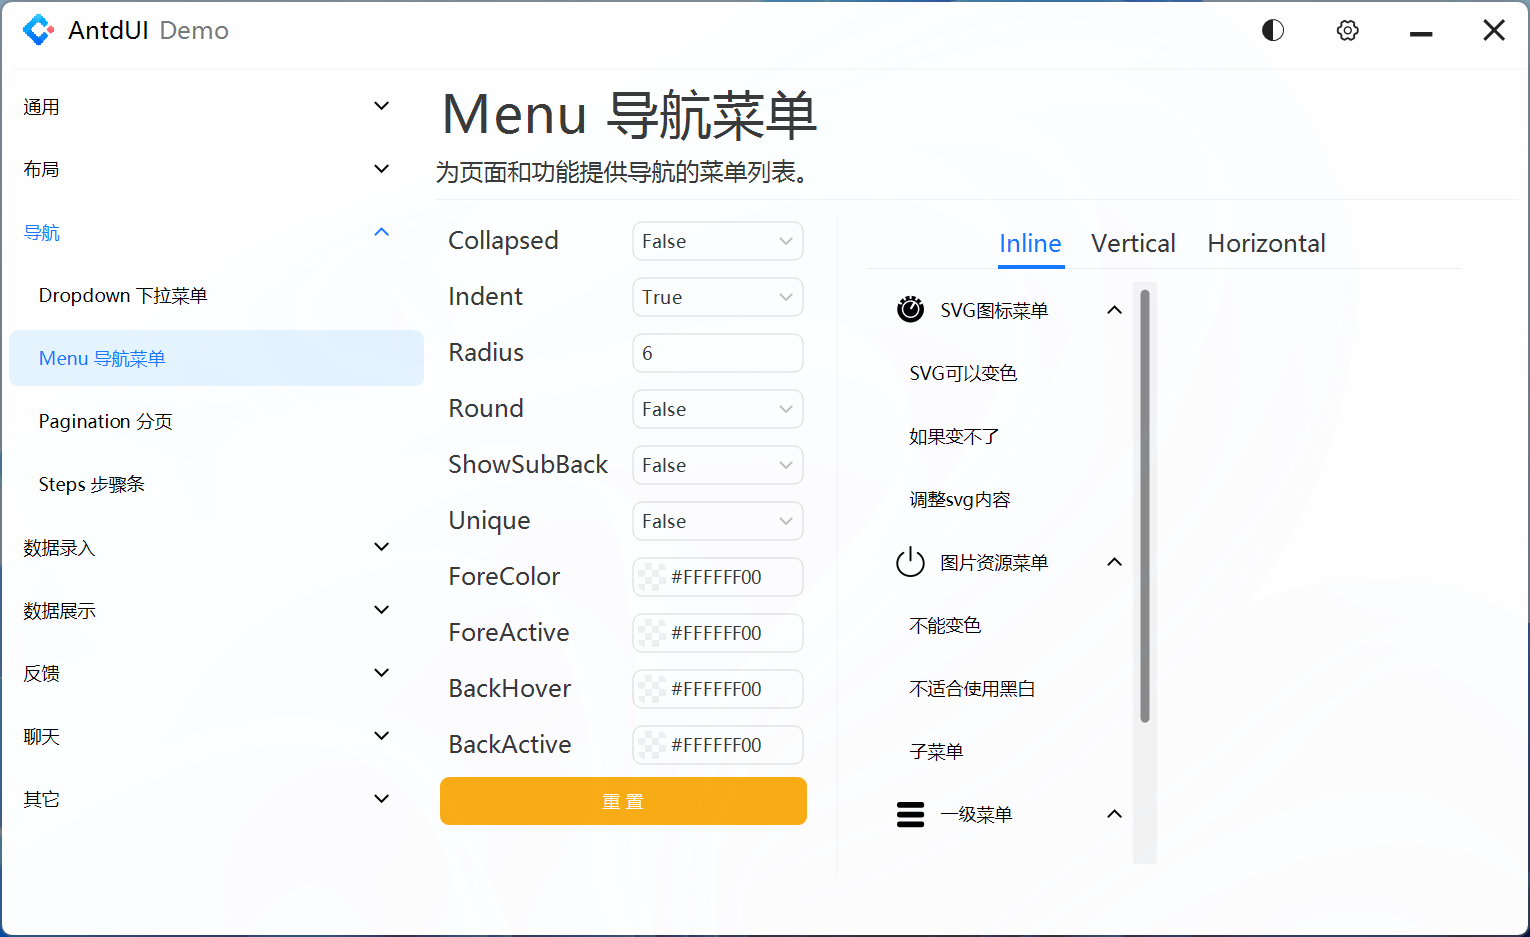 AntdUI Demo
通用
布局
导航
Dropdown 下拉菜单
Menu 导航菜单
Pagination 分页
Steps 步骤条
数据录入
数据展示
反馈
聊天
其它
Menu 导航菜单
为页面和功能提供导航的菜单列表。
Collapsed False
Indent True
Radius 6
Round False
ShowSubBack False
Unique False
ForeColor #FFFFFF00
ForeActive #FFFFFF00
BackHover #FFFFFF00
BackActive #FFFFFF00
重 置
Inline Vertical Horizontal
SVG图标菜单
SVG可以变色
如果变不了
调整svg内容
图片资源菜单
不能变色
不适合使用黑白
子菜单
一级菜单